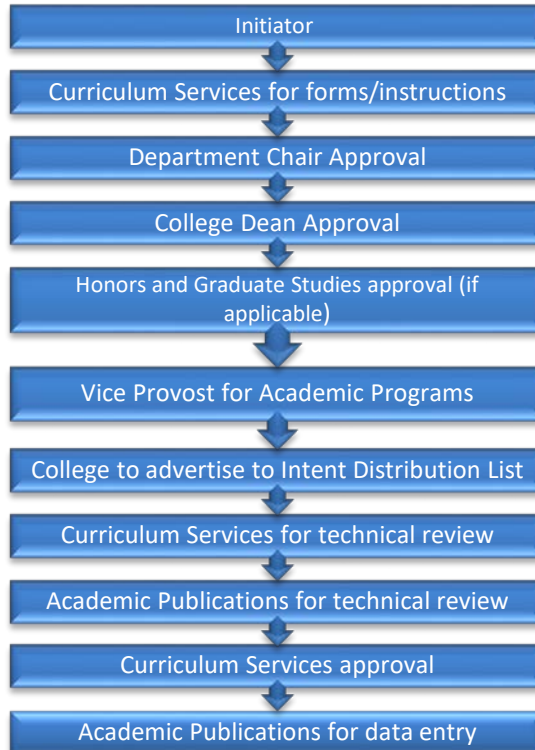 Initiator
Curriculum Services for forms/instructions
Department Chair Approval
College Dean Approval
Honors and Graduate Studies approval (if
applicable)
Vice Provost for Academic Programs
College to advertise to Intent Distribution List
Curriculum Services for technical review
Academic Publications for technical review
Curriculum Services approval
Academic Publications for data entry